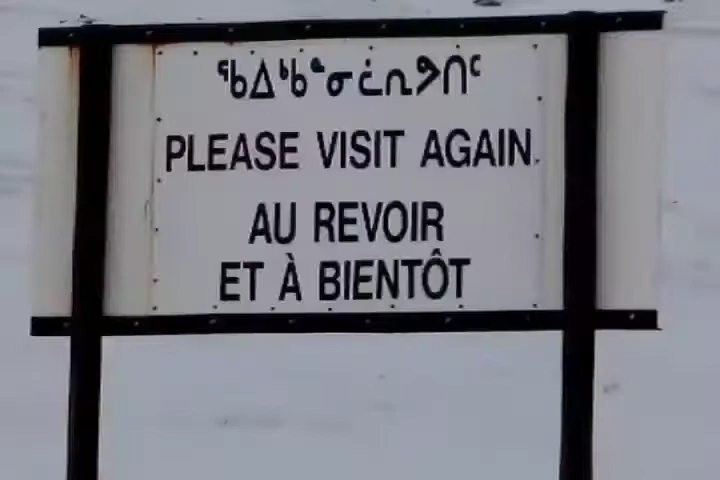 ᖃᐃᒃᑲᓐᓂᓛᕆᕗᑎᑦ
PLEASE VISIT AGAIN.
AU REVOIR
ET À BIENTÔT